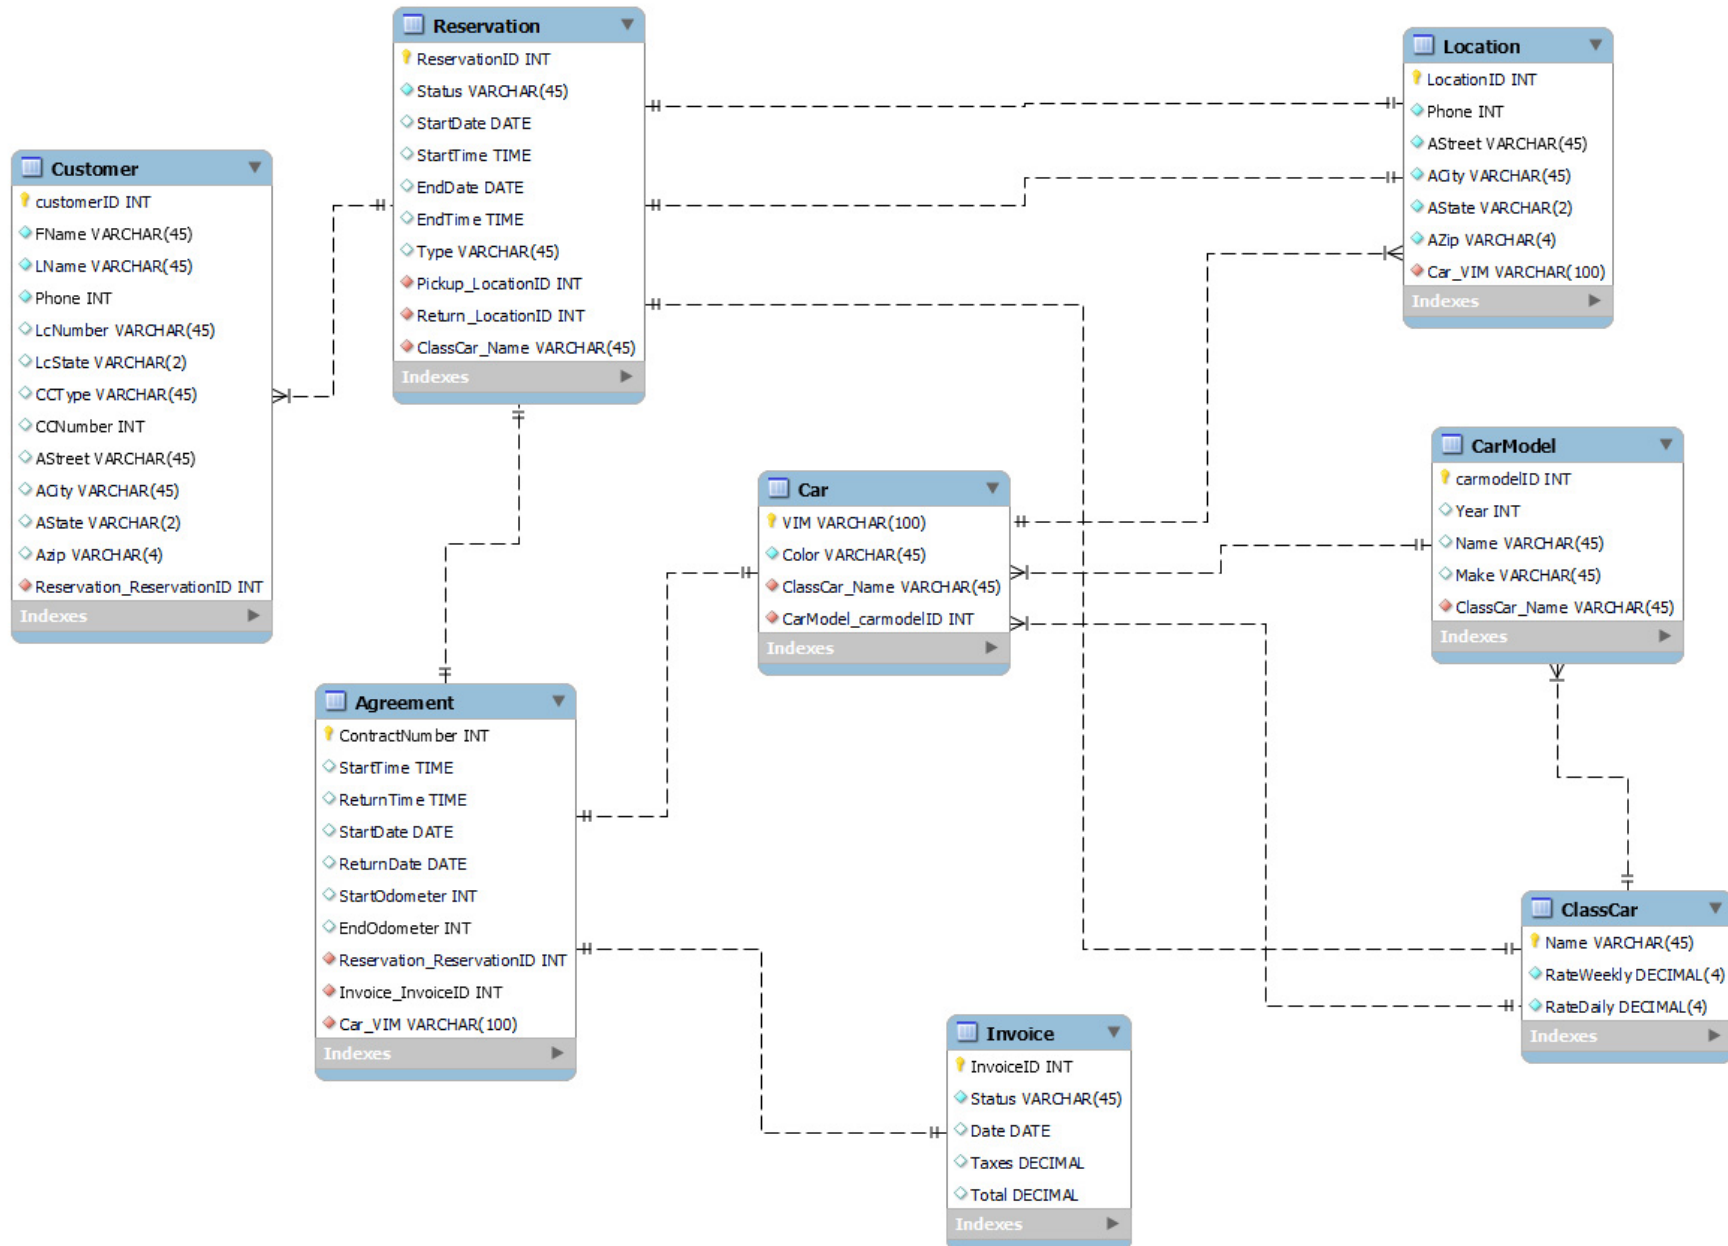 Reservation
ReservationID INT
Status VARCHAR(45)
StartDate DATE
StartTime TIME
EndDate DATE
EndTime TIME
Type VARCHAR(45)
Pickup_LocationID INT
Return_LocationID INT
ClassCar_Name VARCHAR(45)
Indexes
Location
LocationID INT
Phone INT
AStreet VARCHAR(45)
ACity VARCHAR(45)
AState VARCHAR(2)
AZip VARCHAR(4)
Car_VIM VARCHAR(100)
Indexes
Customer
customerID INT
FName VARCHAR(45)
LName VARCHAR(45)
Phone INT
LcNumber VARCHAR(45)
LcState VARCHAR(2)
CCType VARCHAR(45)
CCNumber INT
AStreet VARCHAR(45)
ACity VARCHAR(45)
AState VARCHAR(2)
Azip VARCHAR(4)
Reservation_ReservationID INT
Indexes
Car
VIM VARCHAR(100)
Color VARCHAR(45)
ClassCar_Name VARCHAR(45)
CarModel_carmodelID INT
Indexes
CarModel
carmodelID INT
Year INT
Name VARCHAR(45)
Make VARCHAR(45)
ClassCar_Name VARCHAR(45)
Indexes
Agreement
ContractNumber INT
StartTime TIME
ReturnTime TIME
StartDate DATE
ReturnDate DATE
StartOdometer INT
EndOdometer INT
Reservation_ReservationID INT
Invoice_InvoiceID INT
Car_VIM VARCHAR(100)
Indexes
ClassCar
Name VARCHAR(45)
RateWeekly DECIMAL(4)
RateDaily DECIMAL(4)
Indexes
Invoice
InvoiceID INT
Status VARCHAR(45)
Date DATE
Taxes DECIMAL
Total DECIMAL
Indexes